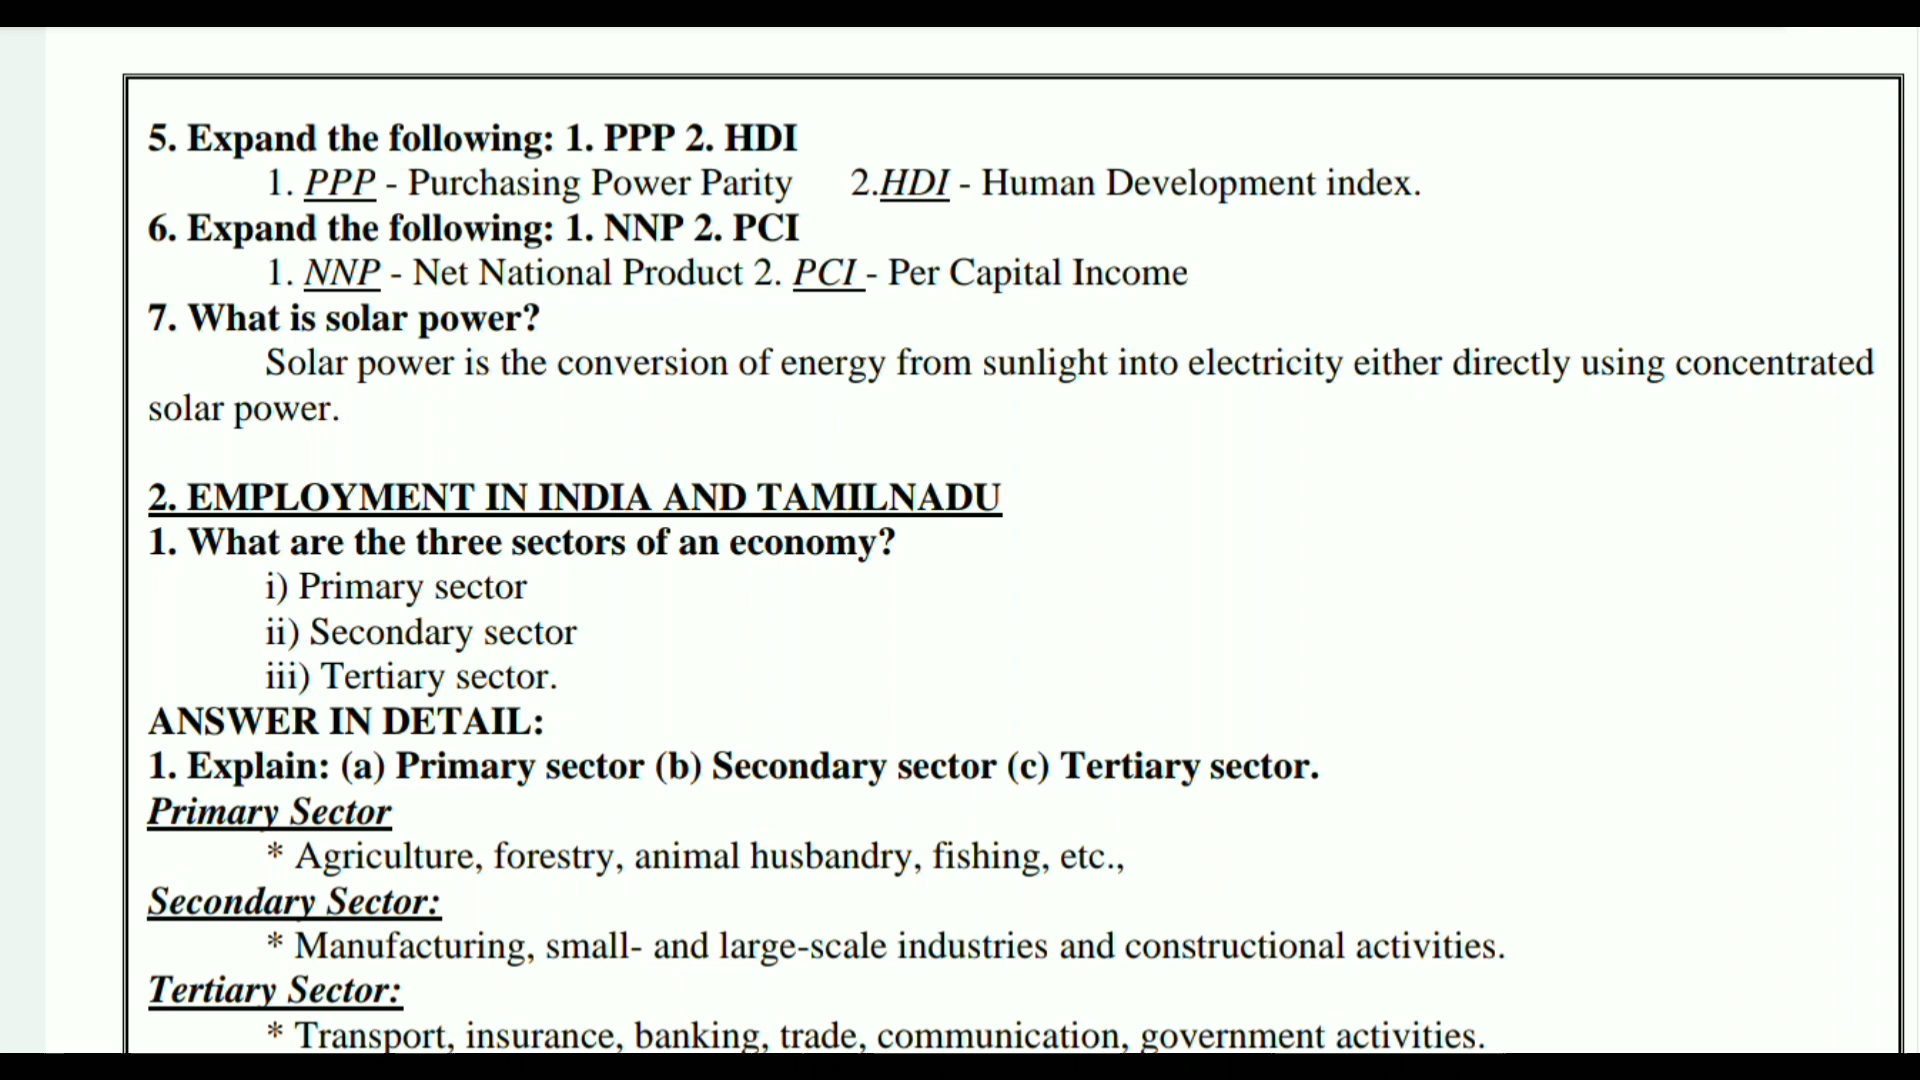 5. Expand the following: 1. PPP 2. HDI
1. PPP - Purchasing Power Parity 2.HDI - Human Development index.
6. Expand the following: 1. NNP 2. PCI
1. NNP - Net National Product 2. PCI - Per Capital Income
7. What is solar power?
Solar power is the conversion of energy from sunlight into electricity either directly using concentrated
solar power.
2. EMPLOYMENT IN INDIA AND TAMILNADU
1. What are the three sectors of an economy?
i) Primary sector
ii) Secondary sector
iii) Tertiary sector.
ANSWER IN DETAIL:
1. Explain: (a) Primary sector (b) Secondary sector (c) Tertiary sector.
Primary Sector
* Agriculture, forestry, animal husbandry, fishing, etc.,
Secondary Sector:
* Manufacturing, small- and large-scale industries and constructional activities.
Tertiary Sector:
* Transport, insurance, banking, trade, communication, government activities.